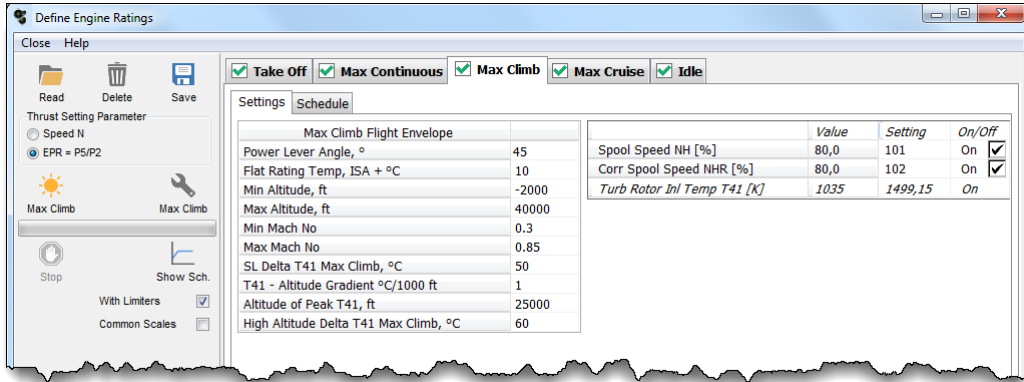 Define Engine Ratings
Close Help
Read Delete Save
Thrust Setting Parameter
Speed N
EPR = P5/P2
Max Climb Max Climb
Stop Show Sch.
With Limiters
Common Scales
Take Off Max Continuous Max Climb Max Cruise Idle
Settings Schedule
Max Climb Flight Envelope
Power Lever Angle, º 45
Flat Rating Temp, ISA + ºC 10
Min Altitude, ft -2000
Max Altitude, ft 40000
Min Mach No 0.3
Max Mach No 0.85
SL Delta T41 Max Climb, ºC 50
T41 - Altitude Gradient ºC/1000 ft 1
Altitude of Peak T41, ft 25000
High Altitude Delta T41 Max Climb, ºC 60
Value Setting On/Off
Spool Speed NH [%] 80,0 101 On
Corr Spool Speed NHR [%] 80,0 102 On
Turb Rotor Inl Temp T41 [K] 1035 1499,15 On